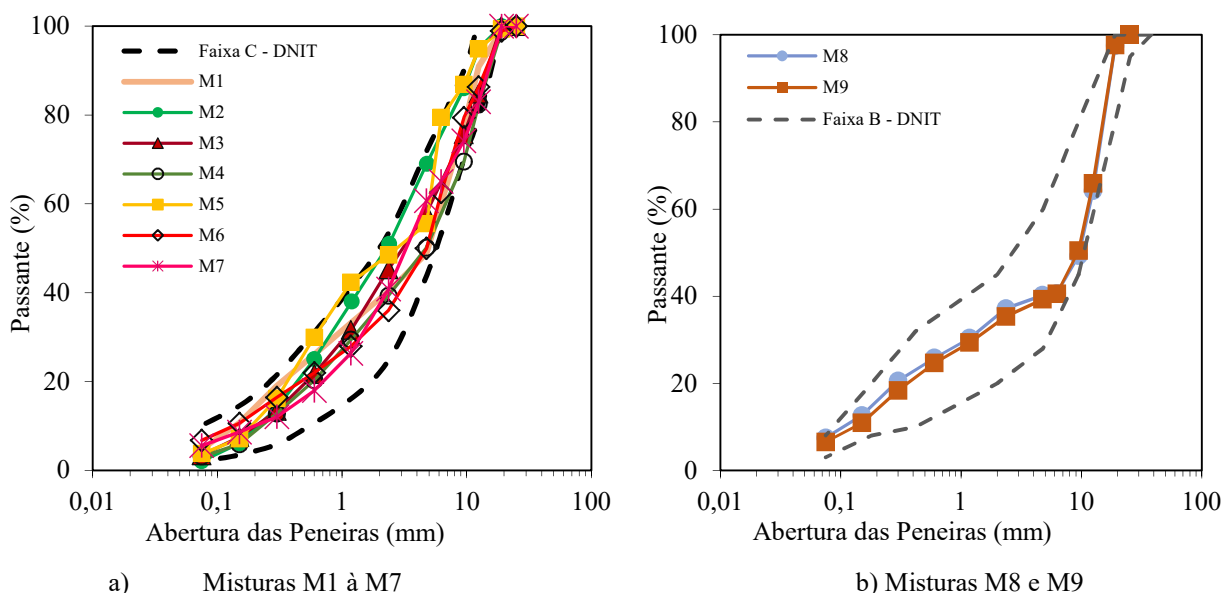 100
80
60
40
20
0
Passante (%)
Faixa C - DNIT
M1
M2
M3
M4
M5
M6
M7
0,01
0,1
1
10
100
Abertura das Peneiras (mm)
a) Misturas M1 à M7
100
80
60
40
20
0
Passante (%)
M8
M9
Faixa B - DNIT
0,01
0,1
1
10
100
Abertura das Peneiras (mm)
b) Misturas M8 e M9